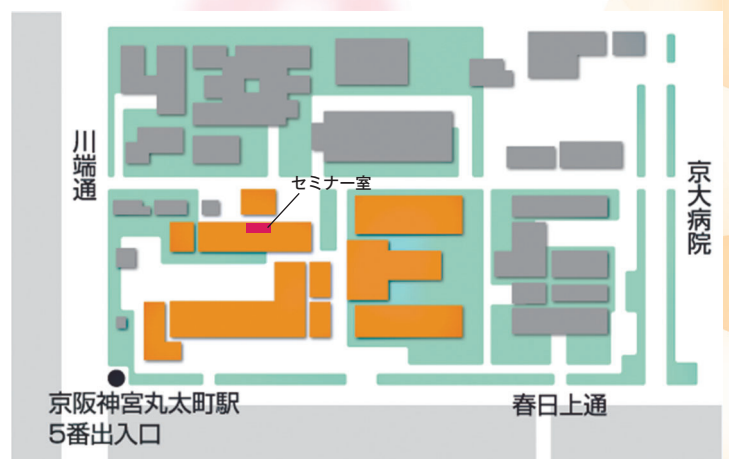 川端通
セミナー室
京大病院
京阪神宮丸太町駅
5番出入口
春日上通